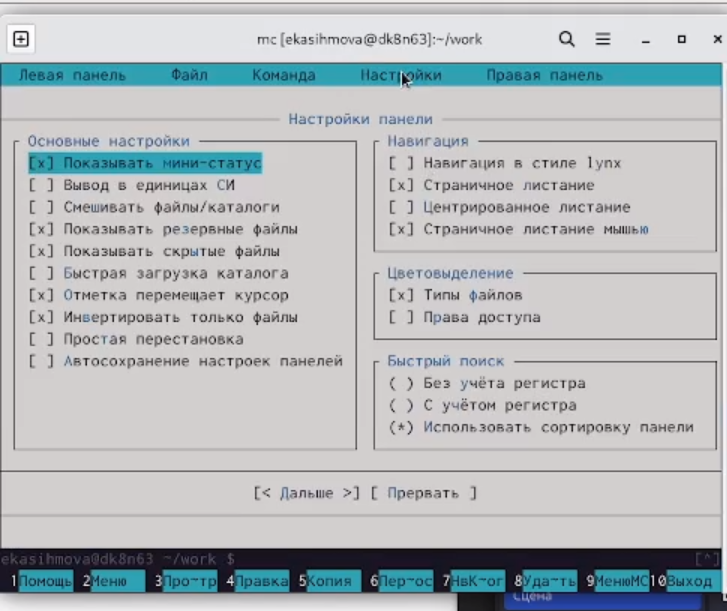 mc [ekasihmova@dk8n63]:~/work
Левая панель Файл Команда Настройки Правая панель
Настройки панели
Основные настройки
[x] Показывать мини-статус
[ ] Вывод в единицах СИ
[ ] Смешивать файлы/каталоги
[x] Показывать резервные файлы
[x] Показывать скрытые файлы
[ ] Быстрая загрузка каталога
[x] Отметка перемещает курсор
[x] Инвертировать только файлы
[ ] Простая перестановка
[ ] Автосохранение настроек панелей
Навигация
[ ] Навигация в стиле lynx
[x] Страничное листание
[ ] Центрированное листание
[x] Страничное листание мышью
Цветовыделение
[x] Типы файлов
[ ] Права доступа
Быстрый поиск
( ) Без учёта регистра
( ) С учётом регистра
(*) Использовать сортировку панели
[< Дальше >] [ Прервать ]
ekasihmova@dk8n63 ~/work $ [^]
1Помощь 2Меню 3Про~тр 4Правка 5Копия 6Пер~ос 7НвК~ог 8Уда~ть 9МенюMC 10Выход
Сцена